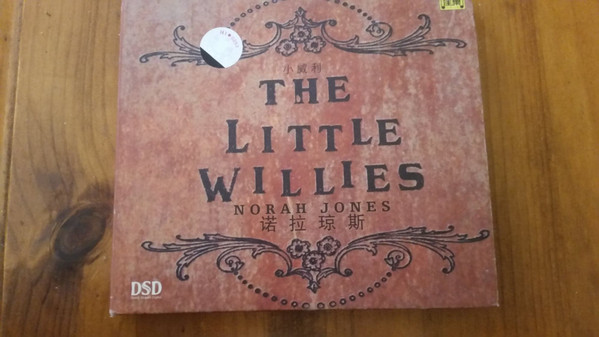 小威利
THE
LITTLE
WILLIES
NORAH JONES
诺拉琼斯
DSD